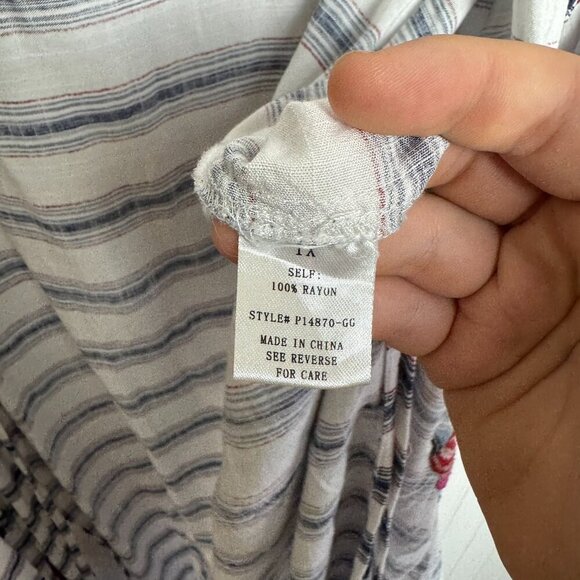 1X
SELF:
100% RAYON
STYLE# P14870-GG
MADE IN CHINA
SEE REVERSE
FOR CARE